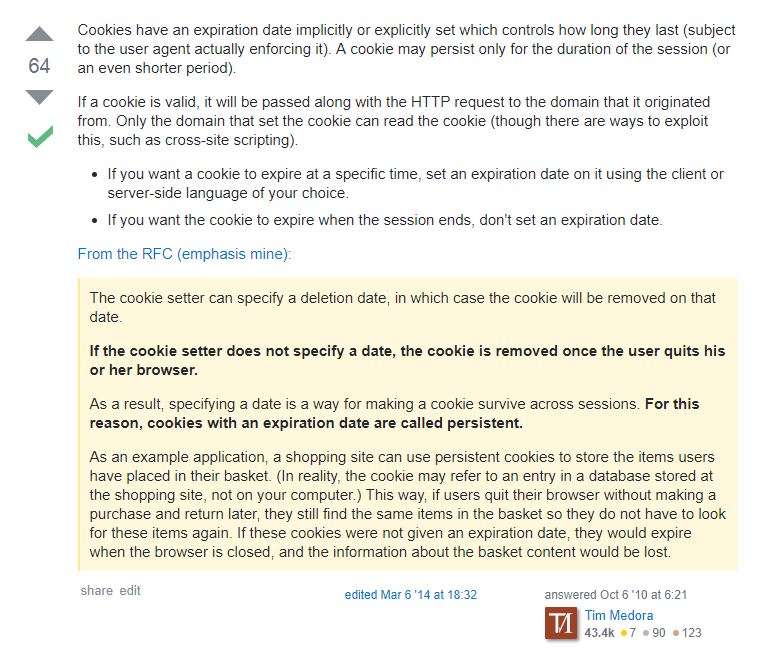 Cookies have an expiration date implicitly or explicitly set which controls how long they last (subject
to the user agent actually enforcing it). A cookie may persist only for the duration of the session (or
an even shorter period).
64
If a cookie is valid, it will be passed along with the HTTP request to the domain that it originated
from. Only the domain that set the cookie can read the cookie (though there are ways to exploit
this, such as cross-site scripting).
• If you want a cookie to expire at a specific time, set an expiration date on it using the client or
server-side language of your choice.
• If you want the cookie to expire when the session ends, don't set an expiration date.
From the RFC (emphasis mine):
The cookie setter can specify a deletion date, in which case the cookie will be removed on that
date.
If the cookie setter does not specify a date, the cookie is removed once the user quits his
or her browser.
As a result, specifying a date is a way for making a cookie survive across sessions. For this
reason, cookies with an expiration date are called persistent.
As an example application, a shopping site can use persistent cookies to store the items users
have placed in their basket. (In reality, the cookie may refer to an entry in a database stored at
the shopping site, not on your computer.) This way, if users quit their browser without making a
purchase and return later, they still find the same items in the basket so they do not have to look
for these items again. If these cookies were not given an expiration date, they would expire
when the browser is closed, and the information about the basket content would be lost.
share edit
edited Mar 6 '14 at 18:32
answered Oct 6 '10 at 6:21
TM
Tim Medora
43.4k ●7 ●90 ●123